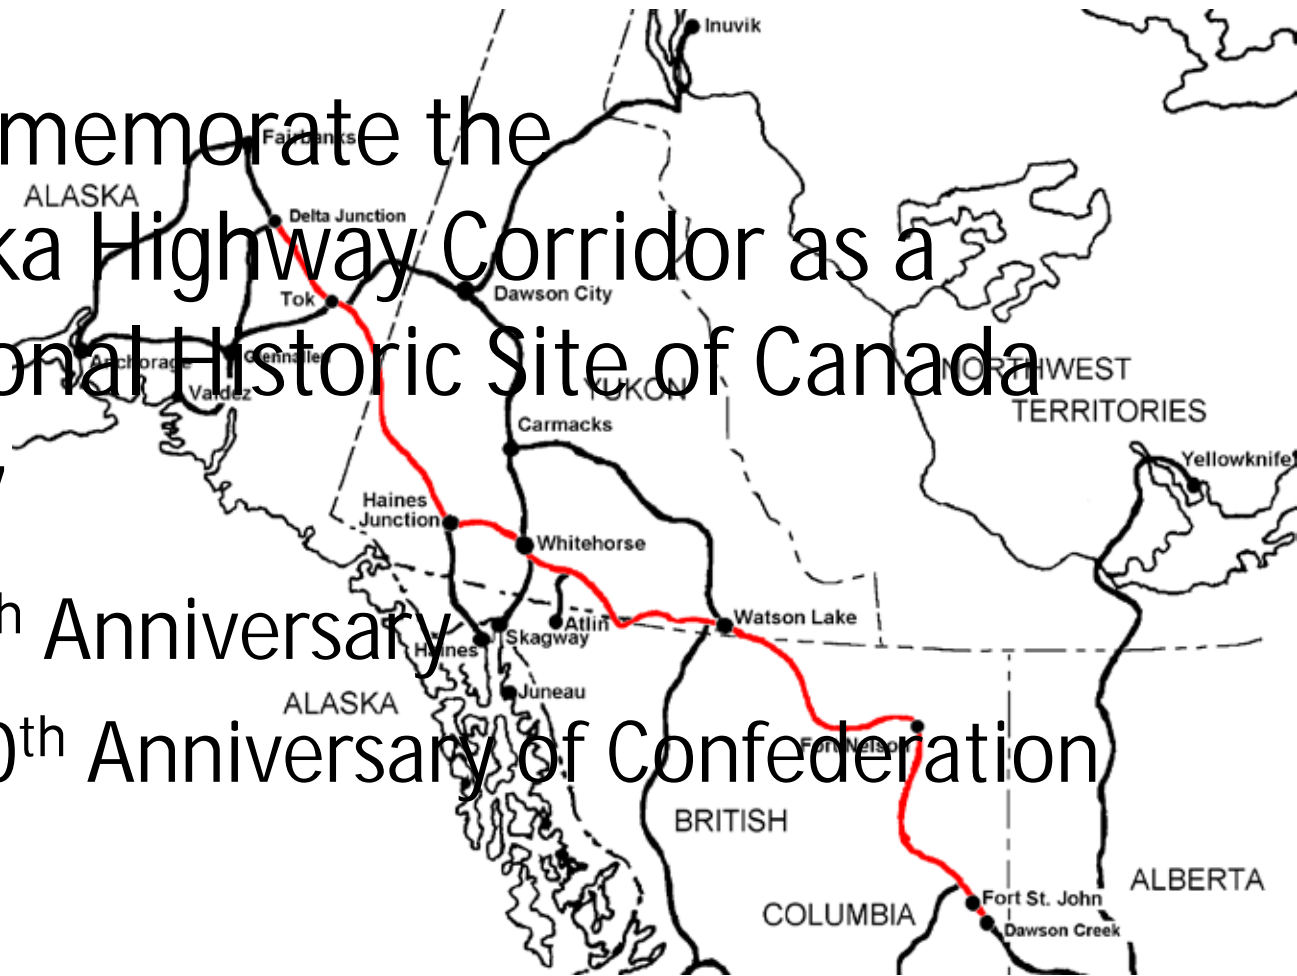 Inuvik
memorate the
Fairbanks
ALASKA
Delta Junction
ka Highway Corridor as a
Tok
Dawson City
onal Historic Site of Canada
Anchorage
Glennallen
Valdez
YUKON
NORTHWEST
TERRITORIES
Carmacks
Yellowknife
Haines
Junction
Whitehorse
h Anniversary
Atlin
Watson Lake
Skagway
Haines
Juneau
ALASKA
0th Anniversary of Confederation
Fort Nelson
BRITISH
COLUMBIA
ALBERTA
Fort St. John
Dawson Creek